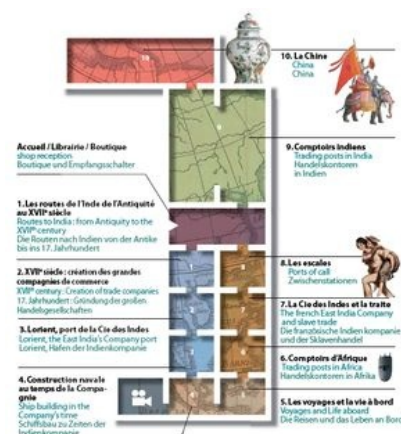 10. La Chine
China
China
Accueil / Librairie / Boutique
shop reception
Boutique und Empfangsschalter
9. Comptoirs indiens
Trading posts in India
Handelskontoren
in Indien
1. Les routes de l'Inde de l'Antiquité
au XVIIe siècle
Routes to India : from Antiquity to the
XVIIth century
Die Routen nach Indien von der Antike
bis ins 17. Jahrhundert
8. Les escales
Ports of call
Zwischenstationen
2. XVIIe siècle : création des grandes
compagnies de commerce
XVIIth century : Creation of trade companies
17. Jahrhundert : Gründung der großen
Handelsgesellschaften
7. La Cie des Indes et la traite
The french East India Company
and slave trade
Die französische Indien kompanie
und der Sklavenhandel
3. Lorient, port de la Cie des Indes
Lorient, the East India's Company port
Lorient, Hafen der Indienkompanie
6. Comptoirs d'Afrique
Trading posts in Africa
Handelskontoren in Afrika
4. Construction navale
au temps de la Compa-
gnie
Ship building in the
Company's time
Schiffsbau zu Zeiten der
Indienkompanie
5. Les voyages et la vie à bord
Voyages and Life aboard
Die Reisen und das Leben an Bord